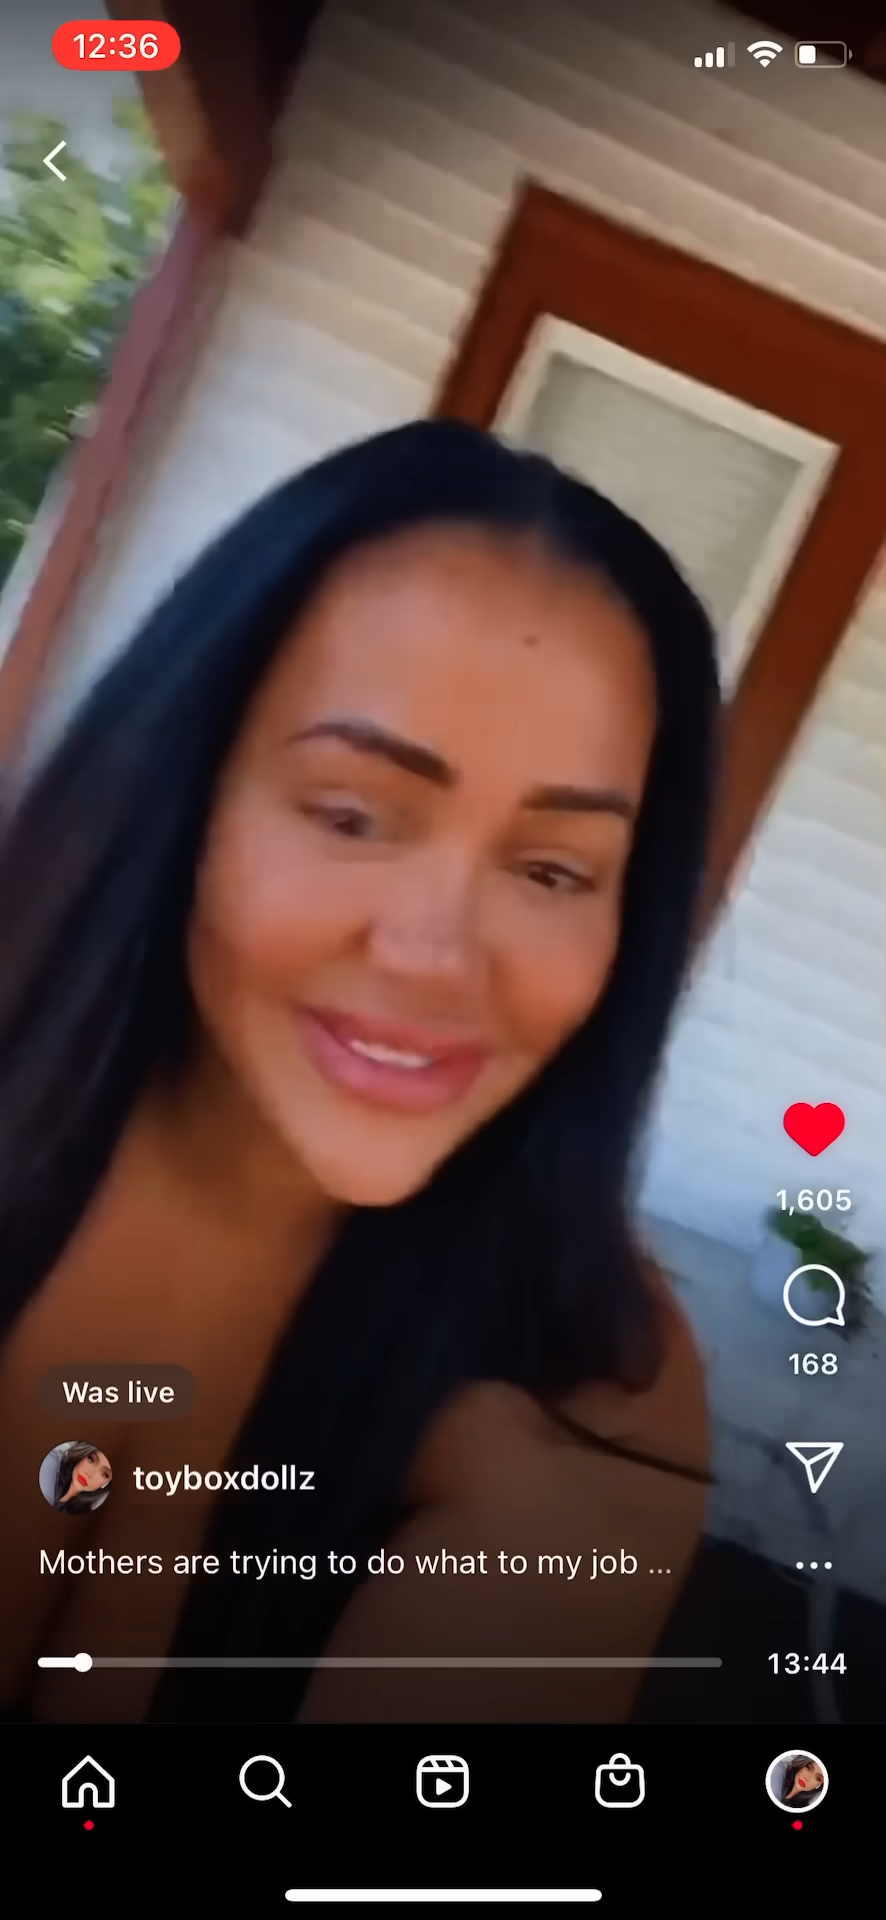 12:36
1,605
168
Was live
toyboxdollz
Mothers are trying to do what to my job ...
13:44